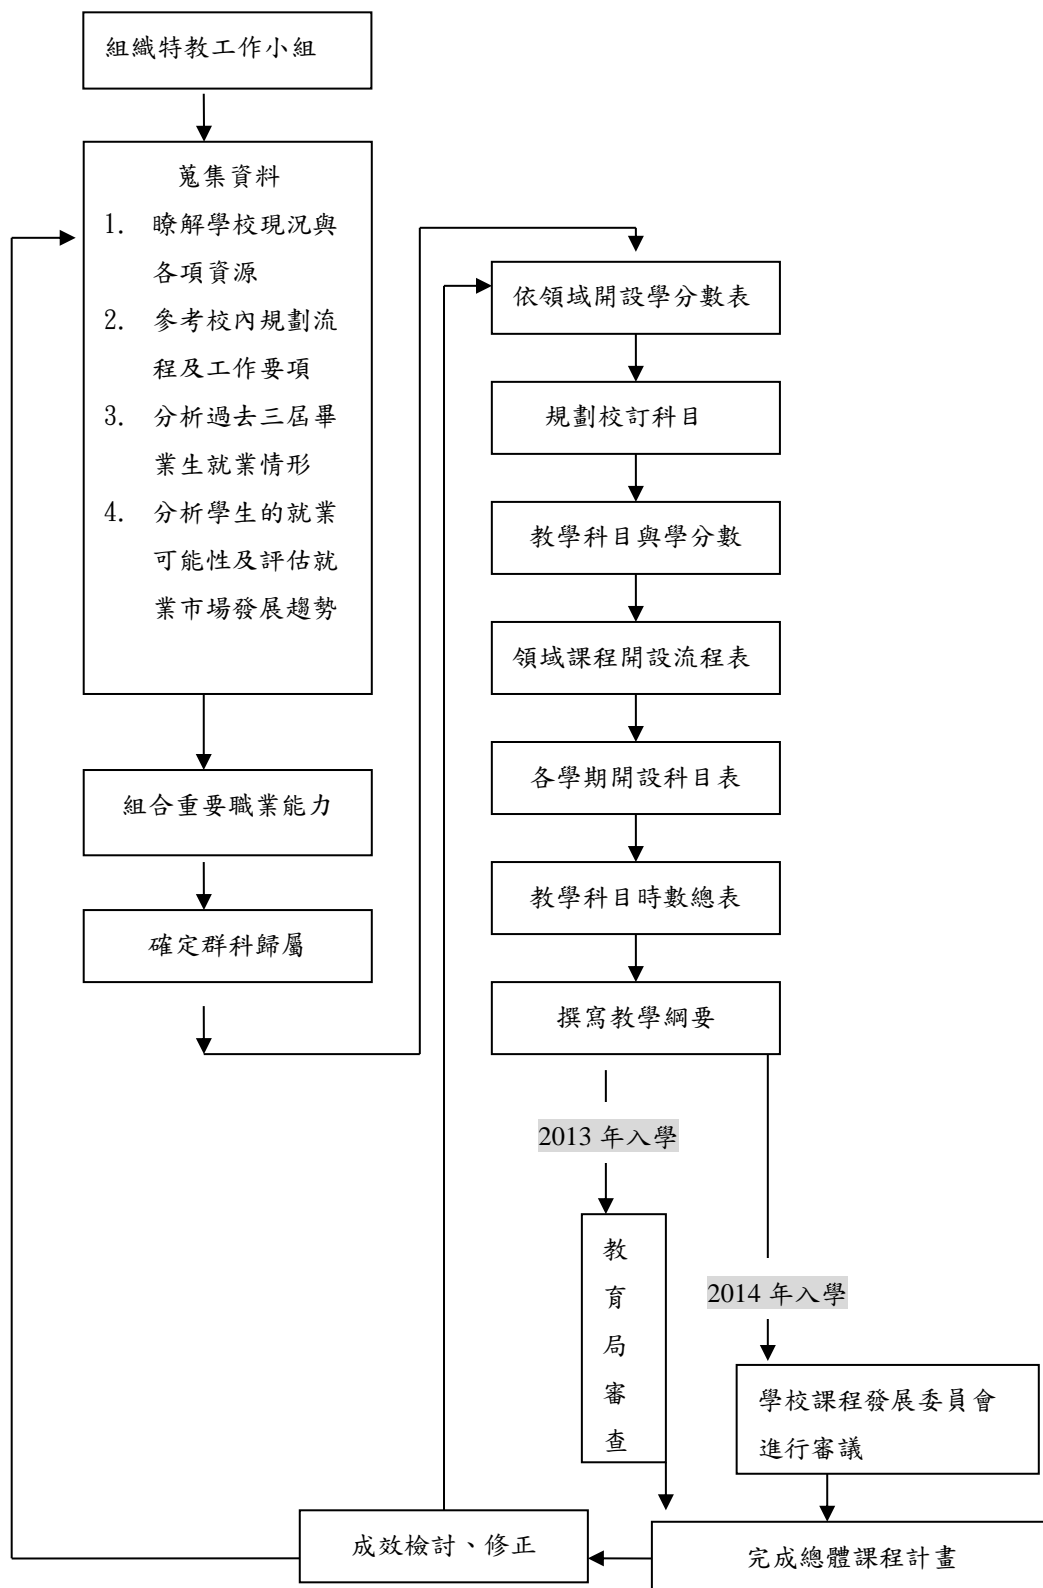 組織特教工作小組
蒐集資料
1. 瞭解學校現況與
各項資源
2. 參考校內規劃流
程及工作要項
3. 分析過去三屆畢
業生就業情形
4. 分析學生的就業
可能性及評估就
業市場發展趨勢
組合重要職業能力
確定群科歸屬
依領域開設學分數表
規劃校訂科目
教學科目與學分數
領域課程開設流程表
各學期開設科目表
教學科目時數總表
撰寫教學綱要
2013 年入學
教
育
局
審
查
2014 年入學
學校課程發展委員會
進行審議
成效檢討、修正
完成總體課程計畫